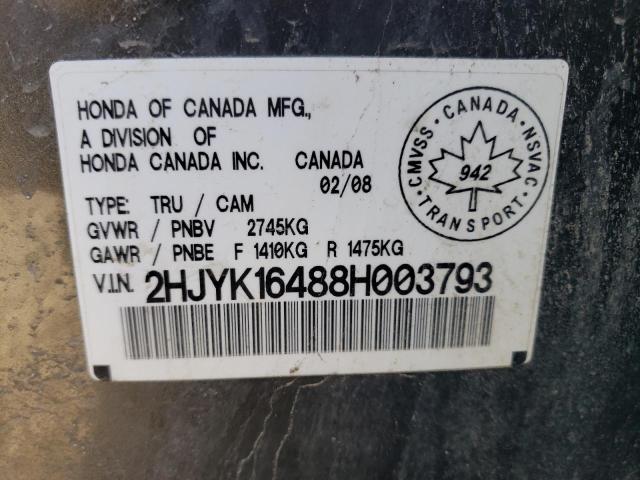 HONDA OF CANADA MFG.,
A DIVISION OF
HONDA CANADA INC. CANADA
02/08
TYPE: TRU / CAM
GVWR / PNBV 2745KG
GAWR / PNBE F 1410KG R 1475KG
V.I.N. 2HJYK16488H003793
CMVSS · CANADA · NSVAC
942
· TRANSPORT ·